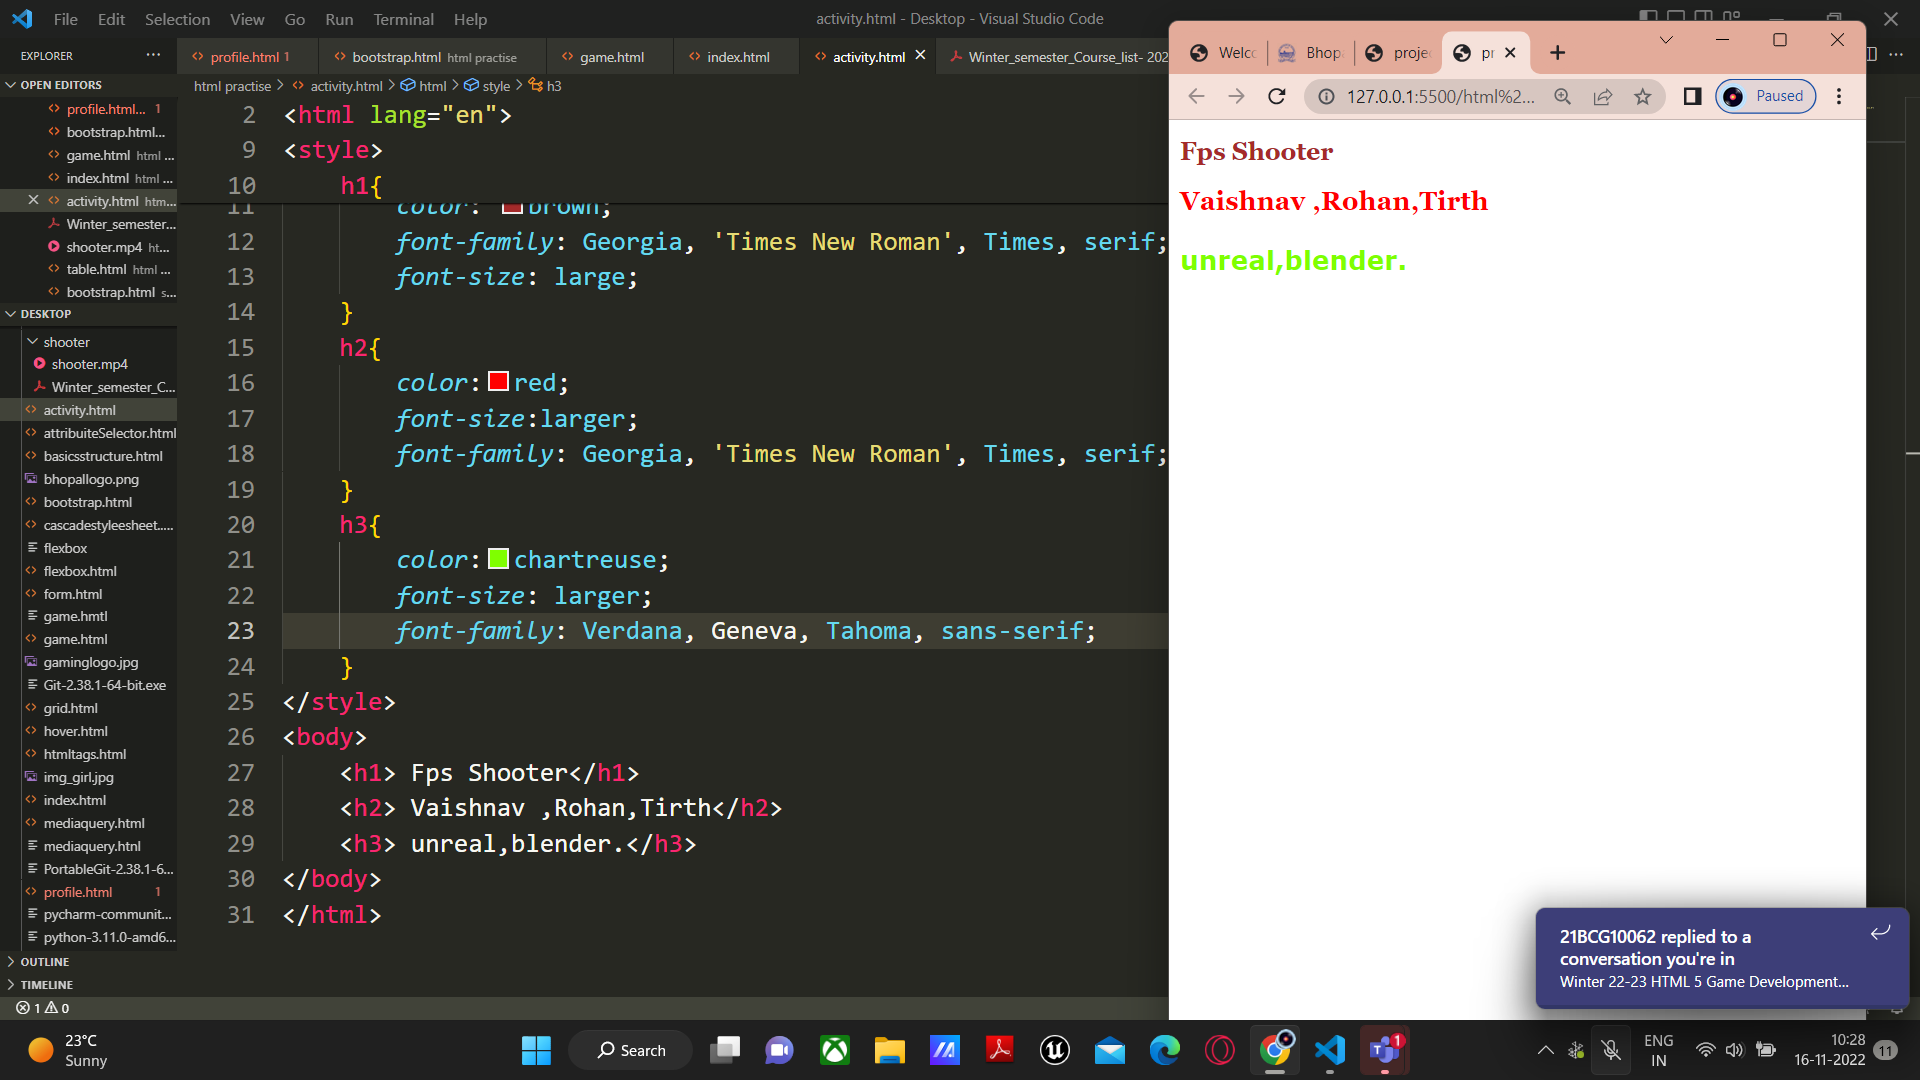 File Edit Selection View Go Run Terminal Help
activity.html - Desktop - Visual Studio Code
EXPLORER
profile.html 1
bootstrap.html html practise
game.html
index.html
activity.html
Winter_semester_Course_list- 202
OPEN EDITORS
profile.html... 1
bootstrap.html...
game.html html ...
index.html html ...
activity.html htm...
Winter_semester...
shooter.mp4 ht...
table.html html ...
bootstrap.html s...
DESKTOP
shooter
shooter.mp4
Winter_semester_C...
activity.html
attribuiteSelector.html
basicsstructure.html
bhopallogo.png
bootstrap.html
cascadestyleesheet.....
flexbox
flexbox.html
form.html
game.hmtl
game.html
gaminglogo.jpg
Git-2.38.1-64-bit.exe
grid.html
hover.html
htmltags.html
img_girl.jpg
index.html
mediaquery.html
mediaquery.htnl
PortableGit-2.38.1-6...
profile.html 1
pycharm-communit...
python-3.11.0-amd6...
OUTLINE
TIMELINE
1 0
html practise > activity.html > html > style > h3
2 <html lang="en">
9 <style>
10 h1{
11 color: brown;
12 font-family: Georgia, 'Times New Roman', Times, serif;
13 font-size: large;
14 }
15 h2{
16 color: red;
17 font-size:larger;
18 font-family: Georgia, 'Times New Roman', Times, serif;
19 }
20 h3{
21 color: chartreuse;
22 font-size: larger;
23 font-family: Verdana, Geneva, Tahoma, sans-serif;
24 }
25 </style>
26 <body>
27 <h1> Fps Shooter</h1>
28 <h2> Vaishnav ,Rohan,Tirth</h2>
29 <h3> unreal,blender.</h3>
30 </body>
31 </html>
Welc Bhop projec pr
127.0.0.1:5500/html%2...
Paused
Fps Shooter
Vaishnav ,Rohan,Tirth
unreal,blender.
21BCG10062 replied to a
conversation you're in
Winter 22-23 HTML 5 Game Development...
23°C
Sunny
Search
1
ENG
IN
10:28
16-11-2022
11